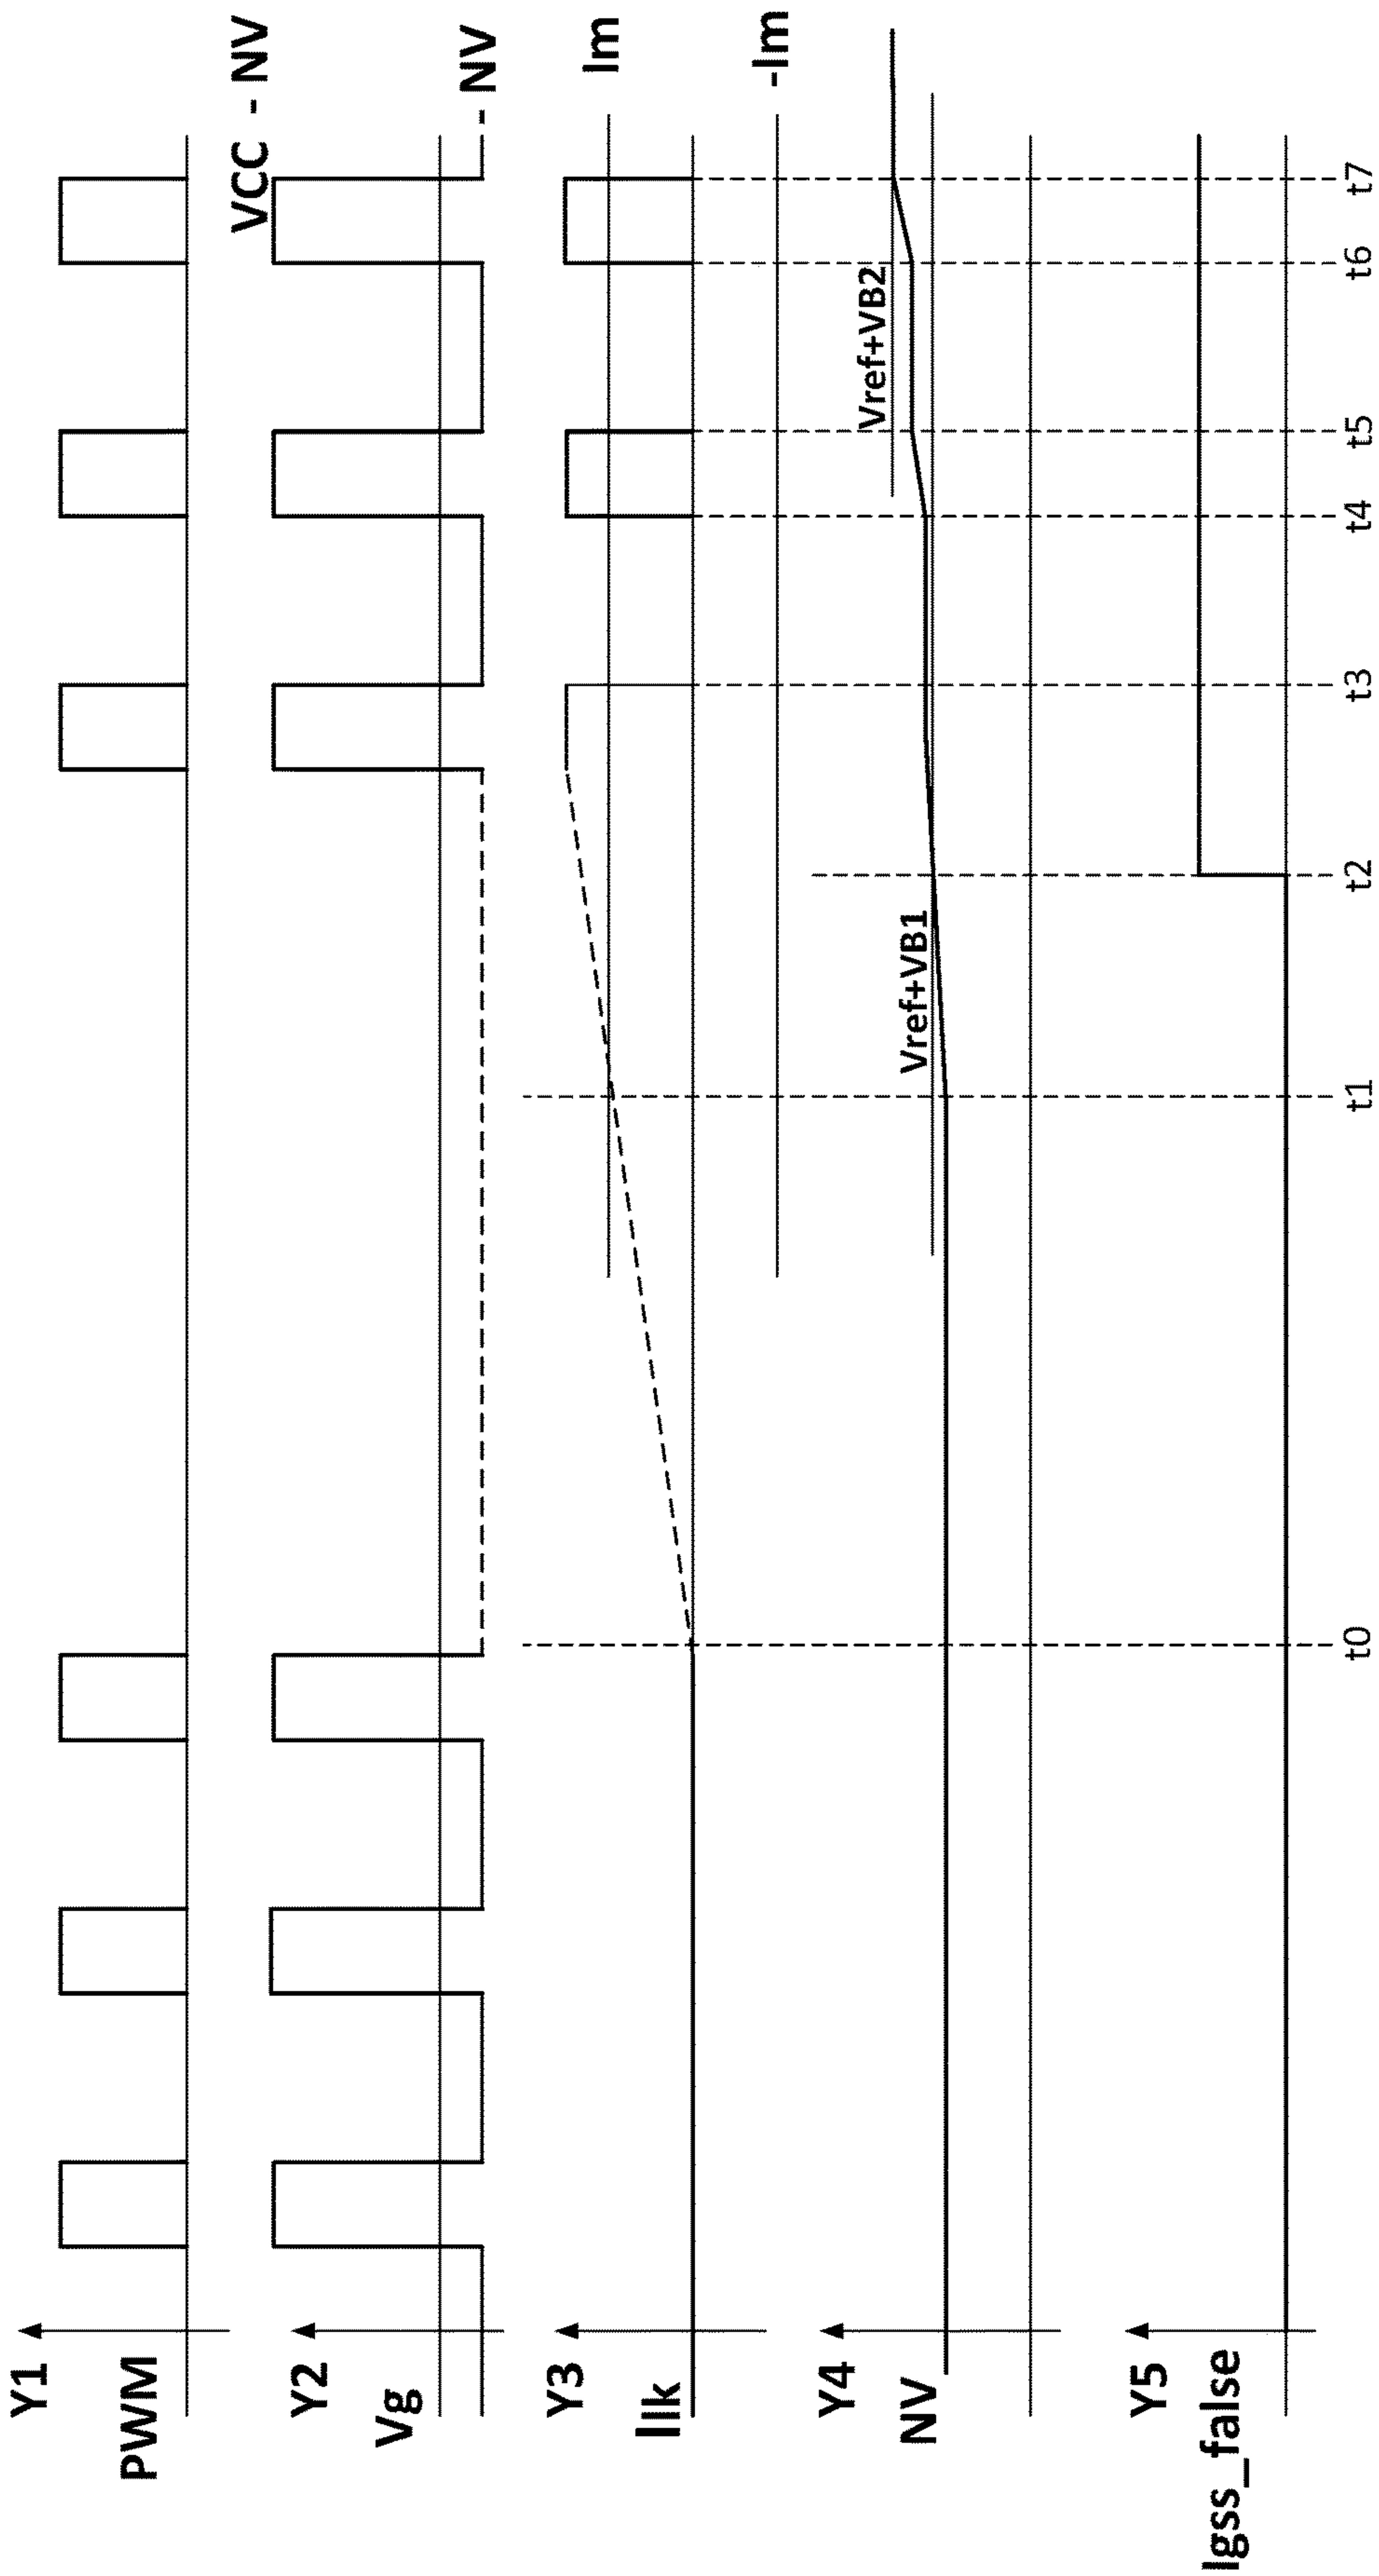 Y1
PWM
VCC - NV
Y2
Vg
- NV
Y3
Ilk
Im
-Im
Y4
NV
Vref+VB1
Vref+VB2
Y5
Igss_false
t0
t1
t2
t3
t4
t5
t6
t7